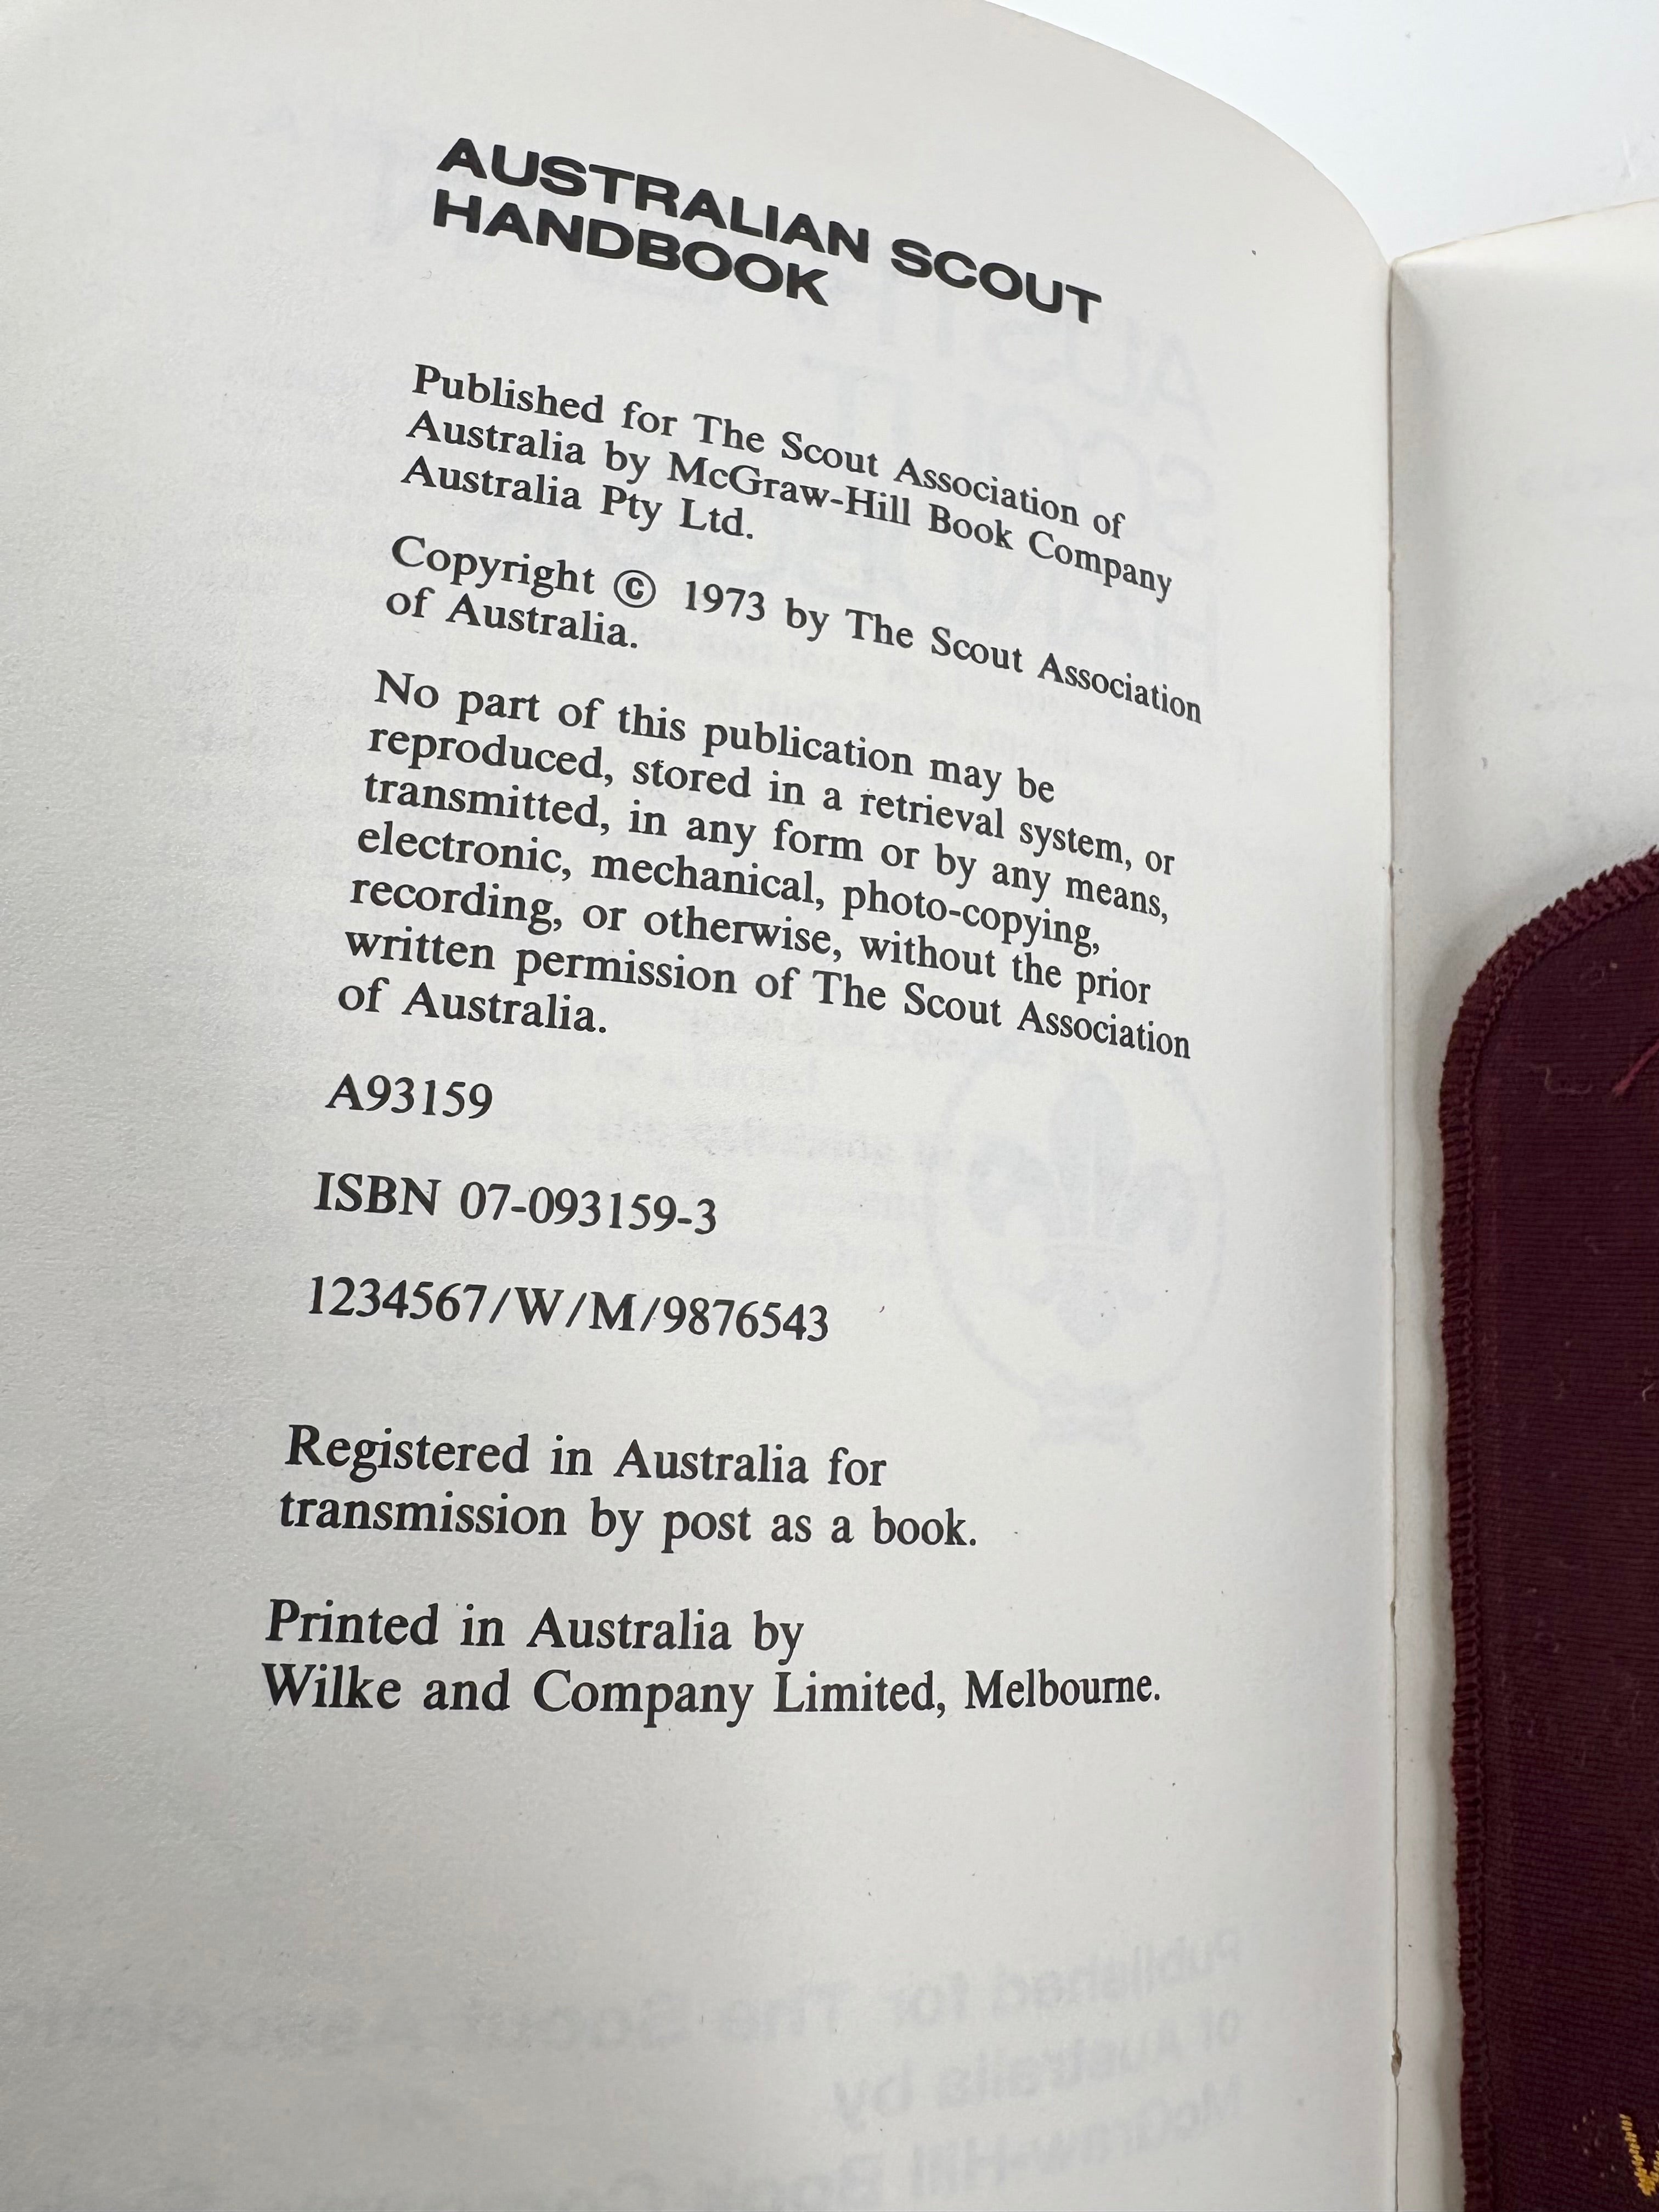 AUSTRALIAN SCOUT
HANDBOOK
Published for The Scout Association of
Australia by McGraw-Hill Book Company
Australia Pty Ltd.
Copyright © 1973 by The Scout Association
of Australia.
No part of this publication may be
reproduced, stored in a retrieval system, or
transmitted, in any form or by any means,
electronic, mechanical, photo-copying,
recording, or otherwise, without the prior
written permission of The Scout Association
of Australia.
A93159
ISBN 07-093159-3
1234567/W/M/9876543
Registered in Australia for
transmission by post as a book.
Printed in Australia by
Wilke and Company Limited, Melbourne.